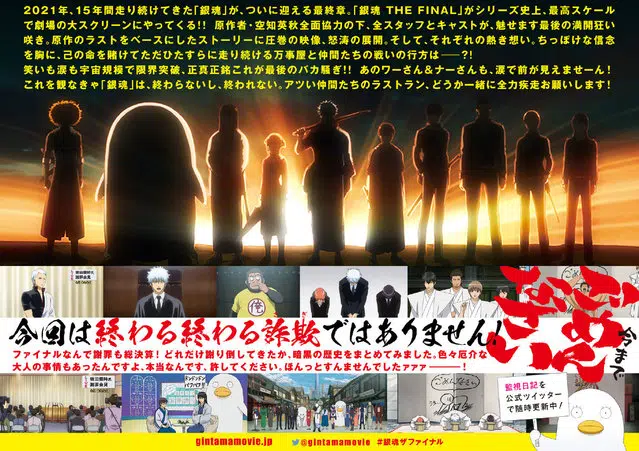 2021年、15年間走り続けてきた「銀魂」が、ついに迎える最終章。「銀魂 THE FINAL」がシリーズ史上、最高スケール
で劇場の大スクリーンにやってくる!! 原作者・空知英秋全面協力の下、全スタッフとキャストが、魅せます最後の満開狂い
咲き。原作のラストをベースにしたストーリーに圧巻の映像、怒涛の展開。そして、それぞれの熱き想い。ちっぽけな信念
を胸に、己の命を賭けてただひたすらに走り続ける万事屋と仲間たちの戦いの行方は――?!
笑いも涙も宇宙規模で限界突破、正真正銘これが最後のバカ騒ぎ!! あのワーさん&ナーさんも、涙で前が見えませーん!
これを観なきゃ「銀魂」は、終わらないし、終われない。アツい仲間たちのラストラン、どうか一緒に全力疾走お願いします!
俺
今まで
ごめん
なさい
今回は終わる終わる詐欺ではありません!
ぎ
ファイナルなんで謝罪も総決算! どれだけ謝り倒してきたか、暗黒の歴史をまとめてみました。色々厄介な
大人の事情もあったんですよ、本当なんです、許してください。ほんっとすんませんでしたァァァ―――!
監視日記を
公式ツイッター
で随時更新中!
gintamamovie.jp
@gintamamovie
#銀魂ザファイナル